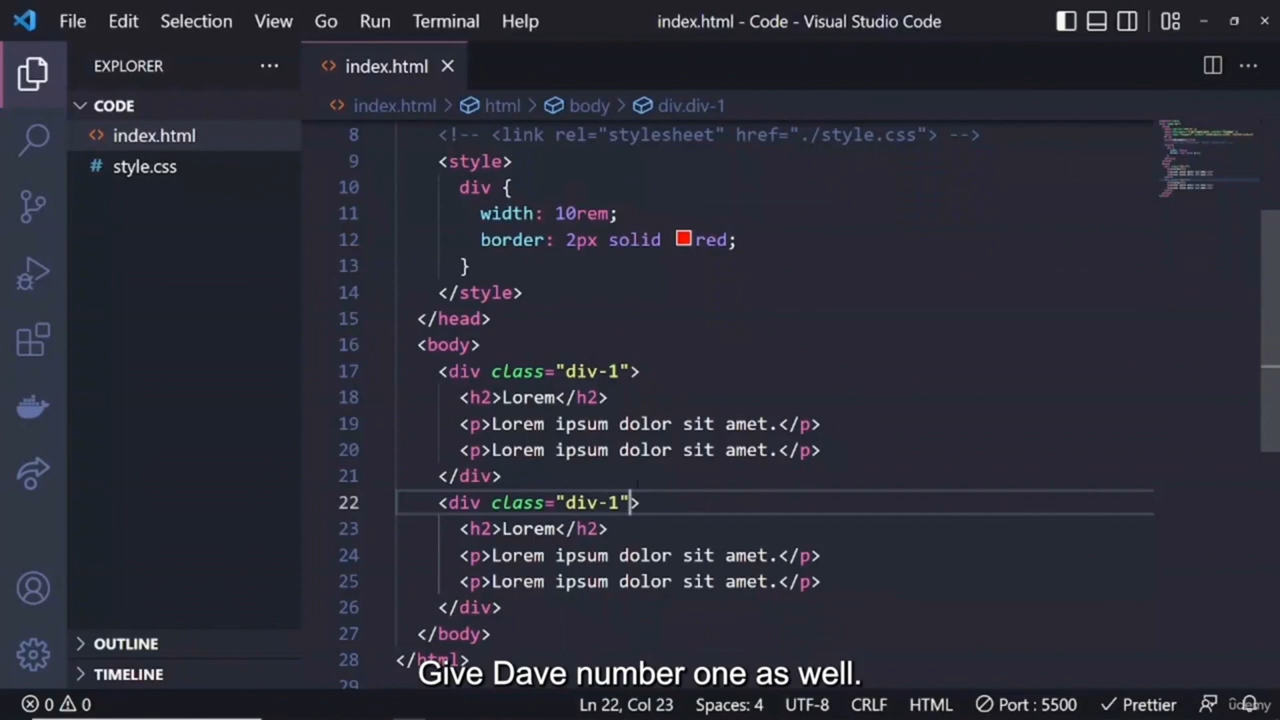 File Edit Selection View Go Run Terminal Help index.html - Code - Visual Studio Code
EXPLORER
CODE
index.html
style.css
OUTLINE
TIMELINE
index.html
index.html html body div.div-1
8 <!-- <link rel="stylesheet" href="./style.css"> -->
9 <style>
10 div {
11 width: 10rem;
12 border: 2px solid red;
13 }
14 </style>
15 </head>
16 <body>
17 <div class="div-1">
18 <h2>Lorem</h2>
19 <p>Lorem ipsum dolor sit amet.</p>
20 <p>Lorem ipsum dolor sit amet.</p>
21 </div>
22 <div class="div-1">
23 <h2>Lorem</h2>
24 <p>Lorem ipsum dolor sit amet.</p>
25 <p>Lorem ipsum dolor sit amet.</p>
26 </div>
27 </body>
28 </html>
29
Give Dave number one as well.
0 0 Ln 22, Col 23 Spaces: 4 UTF-8 CRLF HTML Port : 5500 Prettier
ûdemy